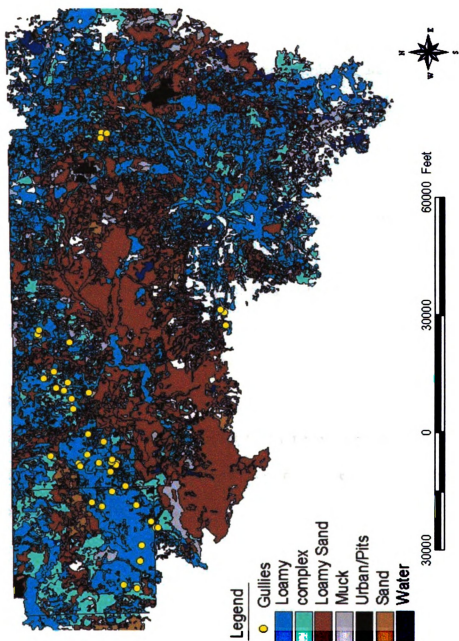 Legend
Gullies
Loamy
complex
Loamy Sand
Muck
Urban/Pits
Sand
Water
30000 0 30000 60000 Feet
N
E
S
W